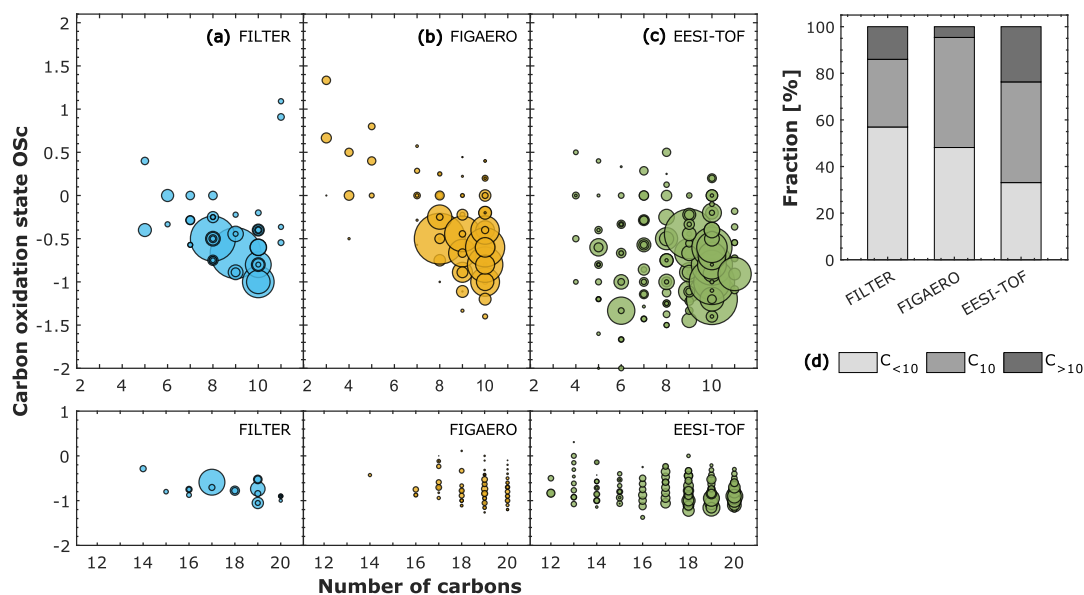 Carbon oxidation state OSc
2
1.5
1
0.5
0
-0.5
-1
-1.5
-2
(a) FILTER
(b) FIGAERO
(c) EESI-TOF
2 4 6 8 10
2 4 6 8 10
2 4 6 8 10
1
0
-1
-2
FILTER
FIGAERO
EESI-TOF
12 14 16 18 20
12 14 16 18 20
12 14 16 18 20
Number of carbons
Fraction [%]
100
80
60
40
20
0
FILTER
FIGAERO
EESI-TOF
(d) C<10 C10 C>10